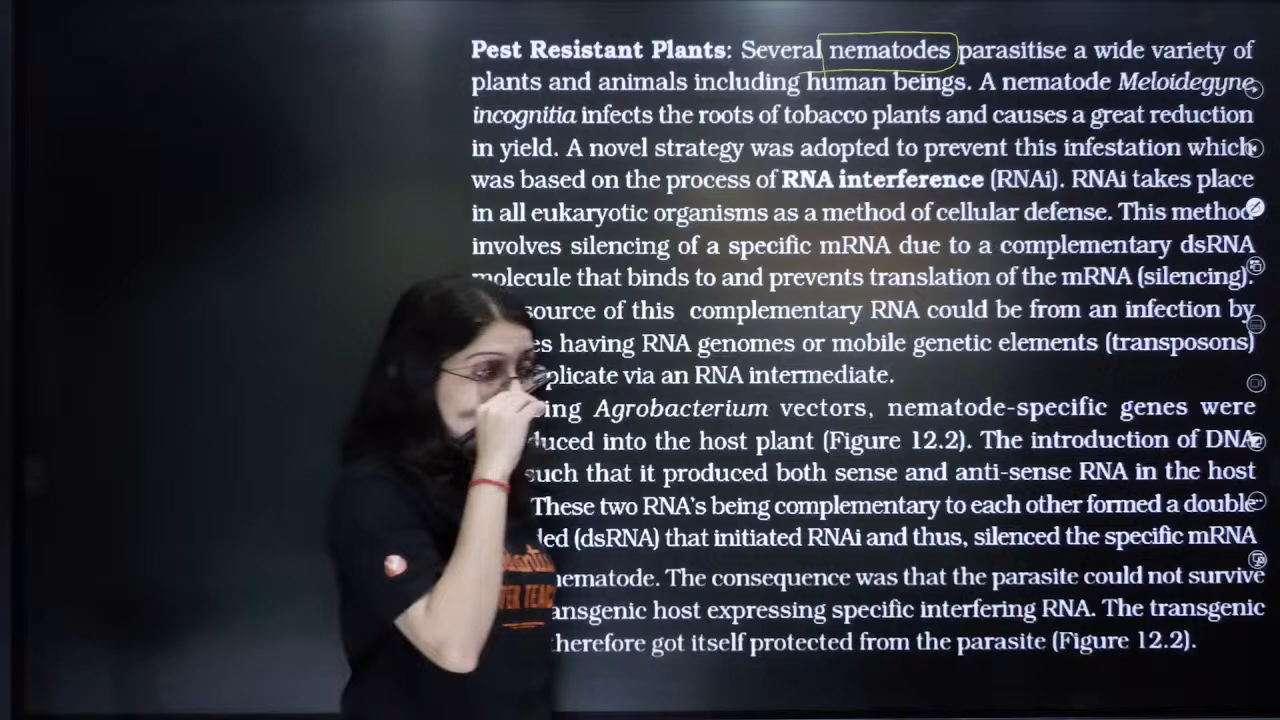 Pest Resistant Plants: Several nematodes parasitise a wide variety of
plants and animals including human beings. A nematode Meloidegyne
incognitia infects the roots of tobacco plants and causes a great reduction
in yield. A novel strategy was adopted to prevent this infestation which
was based on the process of RNA interference (RNAi). RNAi takes place
in all eukaryotic organisms as a method of cellular defense. This method
involves silencing of a specific mRNA due to a complementary dsRNA
molecule that binds to and prevents translation of the mRNA (silencing).
source of this complementary RNA could be from an infection by
es having RNA genomes or mobile genetic elements (transposons)
plicate via an RNA intermediate.
ing Agrobacterium vectors, nematode-specific genes were
duced into the host plant (Figure 12.2). The introduction of DNA
such that it produced both sense and anti-sense RNA in the host
These two RNA's being complementary to each other formed a double
ded (dsRNA) that initiated RNAi and thus, silenced the specific mRNA
nematode. The consequence was that the parasite could not survive
ansgenic host expressing specific interfering RNA. The transgenic
therefore got itself protected from the parasite (Figure 12.2).